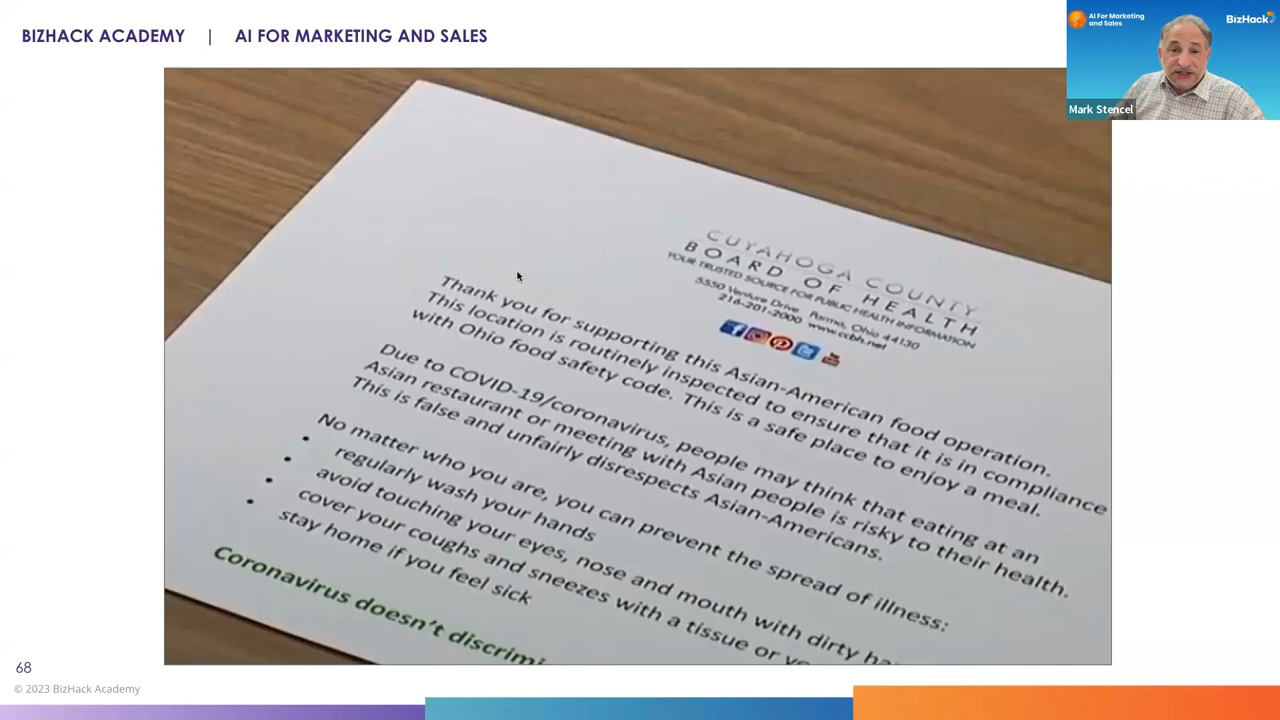 BIZHACK ACADEMY | AI FOR MARKETING AND SALES
AI For Marketing
and Sales
BizHack
Mark Stencel
CUYAHOGA COUNTY
BOARD OF HEALTH
YOUR TRUSTED SOURCE FOR PUBLIC HEALTH INFORMATION
5550 Venture Drive Parma, Ohio 44130
216-201-2000 www.ccbh.net
Thank you for supporting this Asian-American food operation.
This location is routinely inspected to ensure that it is in compliance
with Ohio food safety code. This is a safe place to enjoy a meal.
Due to COVID-19/coronavirus, people may think that eating at an
Asian restaurant or meeting with Asian people is risky to their health.
This is false and unfairly disrespects Asian-Americans.
No matter who you are, you can prevent the spread of illness:
• regularly wash your hands
• avoid touching your eyes, nose and mouth with dirty
• cover your coughs and sneezes with a tissue or
• stay home if you feel sick
Coronavirus doesn't
68
© 2023 BizHack Academy